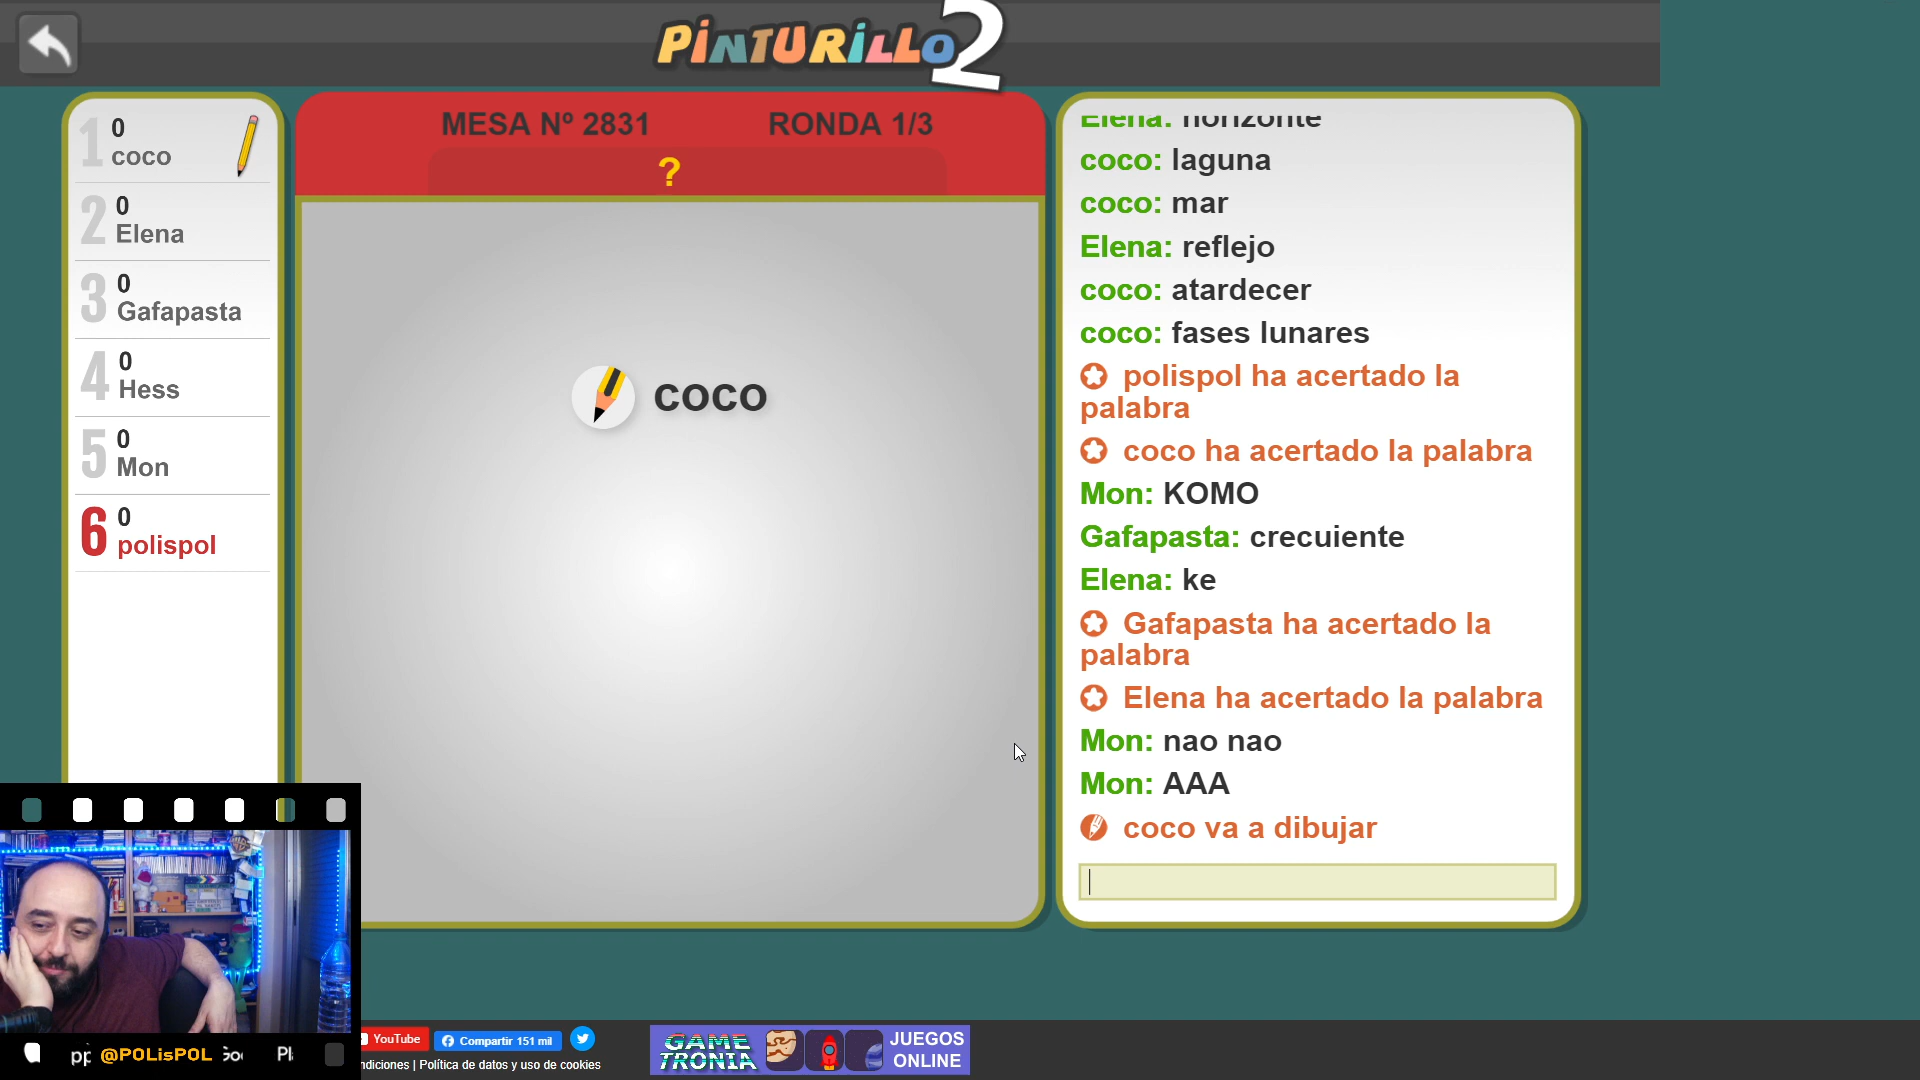 PiNTURiLLO 2
1
0
coco
2
0
Elena
3
0
Gafapasta
4
0
Hess
5
0
Mon
6
0
polispol
MESA Nº 2831
RONDA 1/3
?
coco
Elena: horizonte
coco: laguna
coco: mar
Elena: reflejo
coco: atardecer
coco: fases lunares
polispol ha acertado la
palabra
coco ha acertado la palabra
Mon: KOMO
Gafapasta: crecuiente
Elena: ke
Gafapasta ha acertado la
palabra
Elena ha acertado la palabra
Mon: nao nao
Mon: AAA
coco va a dibujar
@POLisPOL
YouTube
Compartir 151 mil
ndiciones | Política de datos y uso de cookies
GAME
TRONIA
JUEGOS
ONLINE